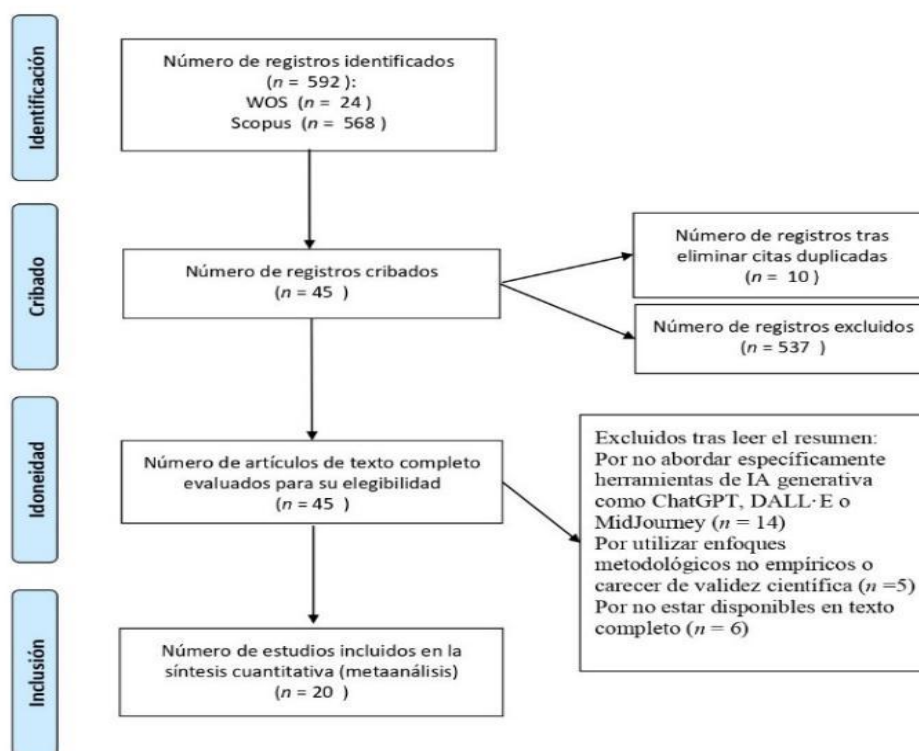 Identificación
Número de registros identificados
(n = 592):
WOS (n = 24)
Scopus (n = 568)
Cribado
Número de registros cribados
(n = 45 )
Número de registros tras
eliminar citas duplicadas
(n = 10 )
Número de registros excluidos
(n = 537 )
Idoneidad
Número de artículos de texto completo
evaluados para su elegibilidad
(n = 45 )
Excluidos tras leer el resumen:
Por no abordar específicamente
herramientas de IA generativa
como ChatGPT, DALL·E o
MidJourney (n = 14)
Por utilizar enfoques
metodológicos no empíricos o
carecer de validez científica (n =5)
Por no estar disponibles en texto
completo (n = 6)
Inclusión
Número de estudios incluidos en la
síntesis cuantitativa (metaanálisis)
(n = 20 )